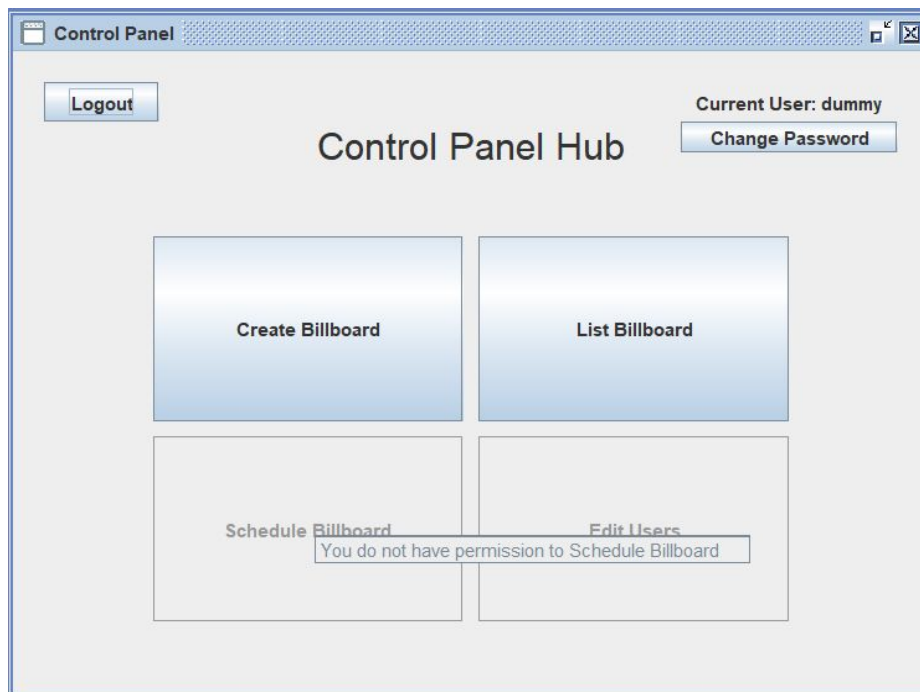 Control Panel
Logout
Current User: dummy
Change Password
Control Panel Hub
Create Billboard
List Billboard
Schedule Billboard
Edit Users
You do not have permission to Schedule Billboard